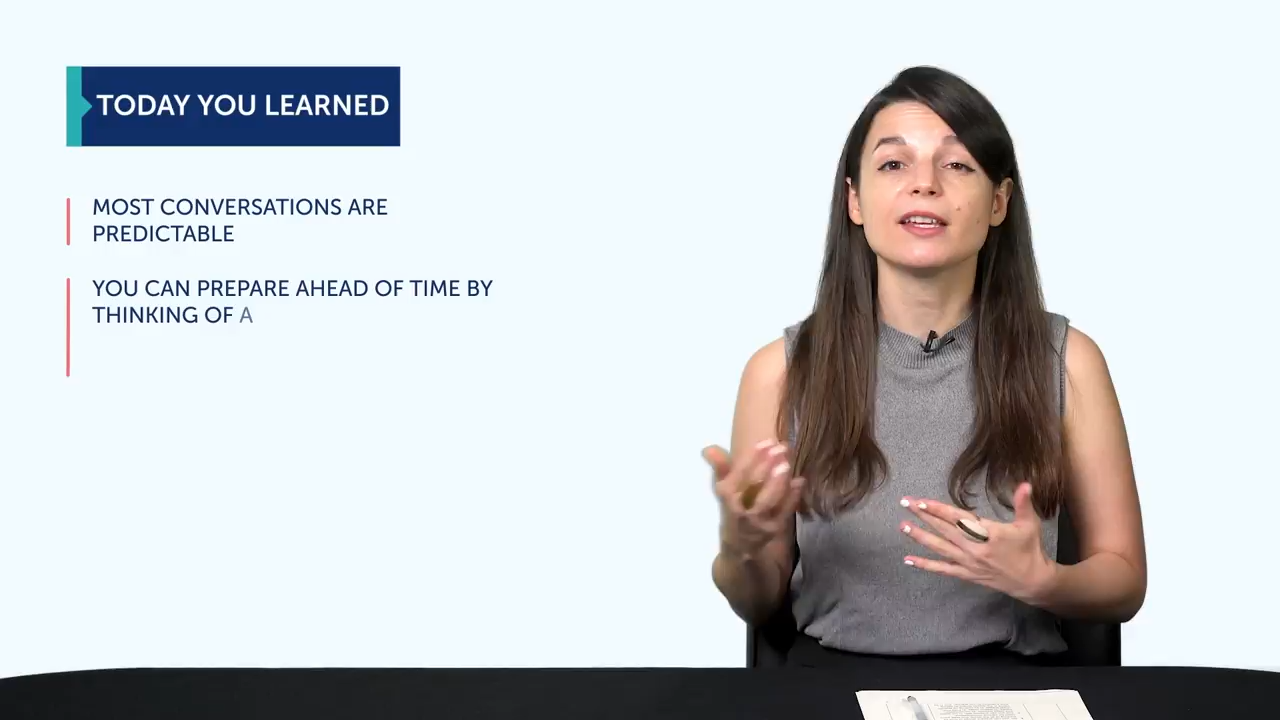 TODAY YOU LEARNED
MOST CONVERSATIONS ARE
PREDICTABLE
YOU CAN PREPARE AHEAD OF TIME BY
THINKING OF A